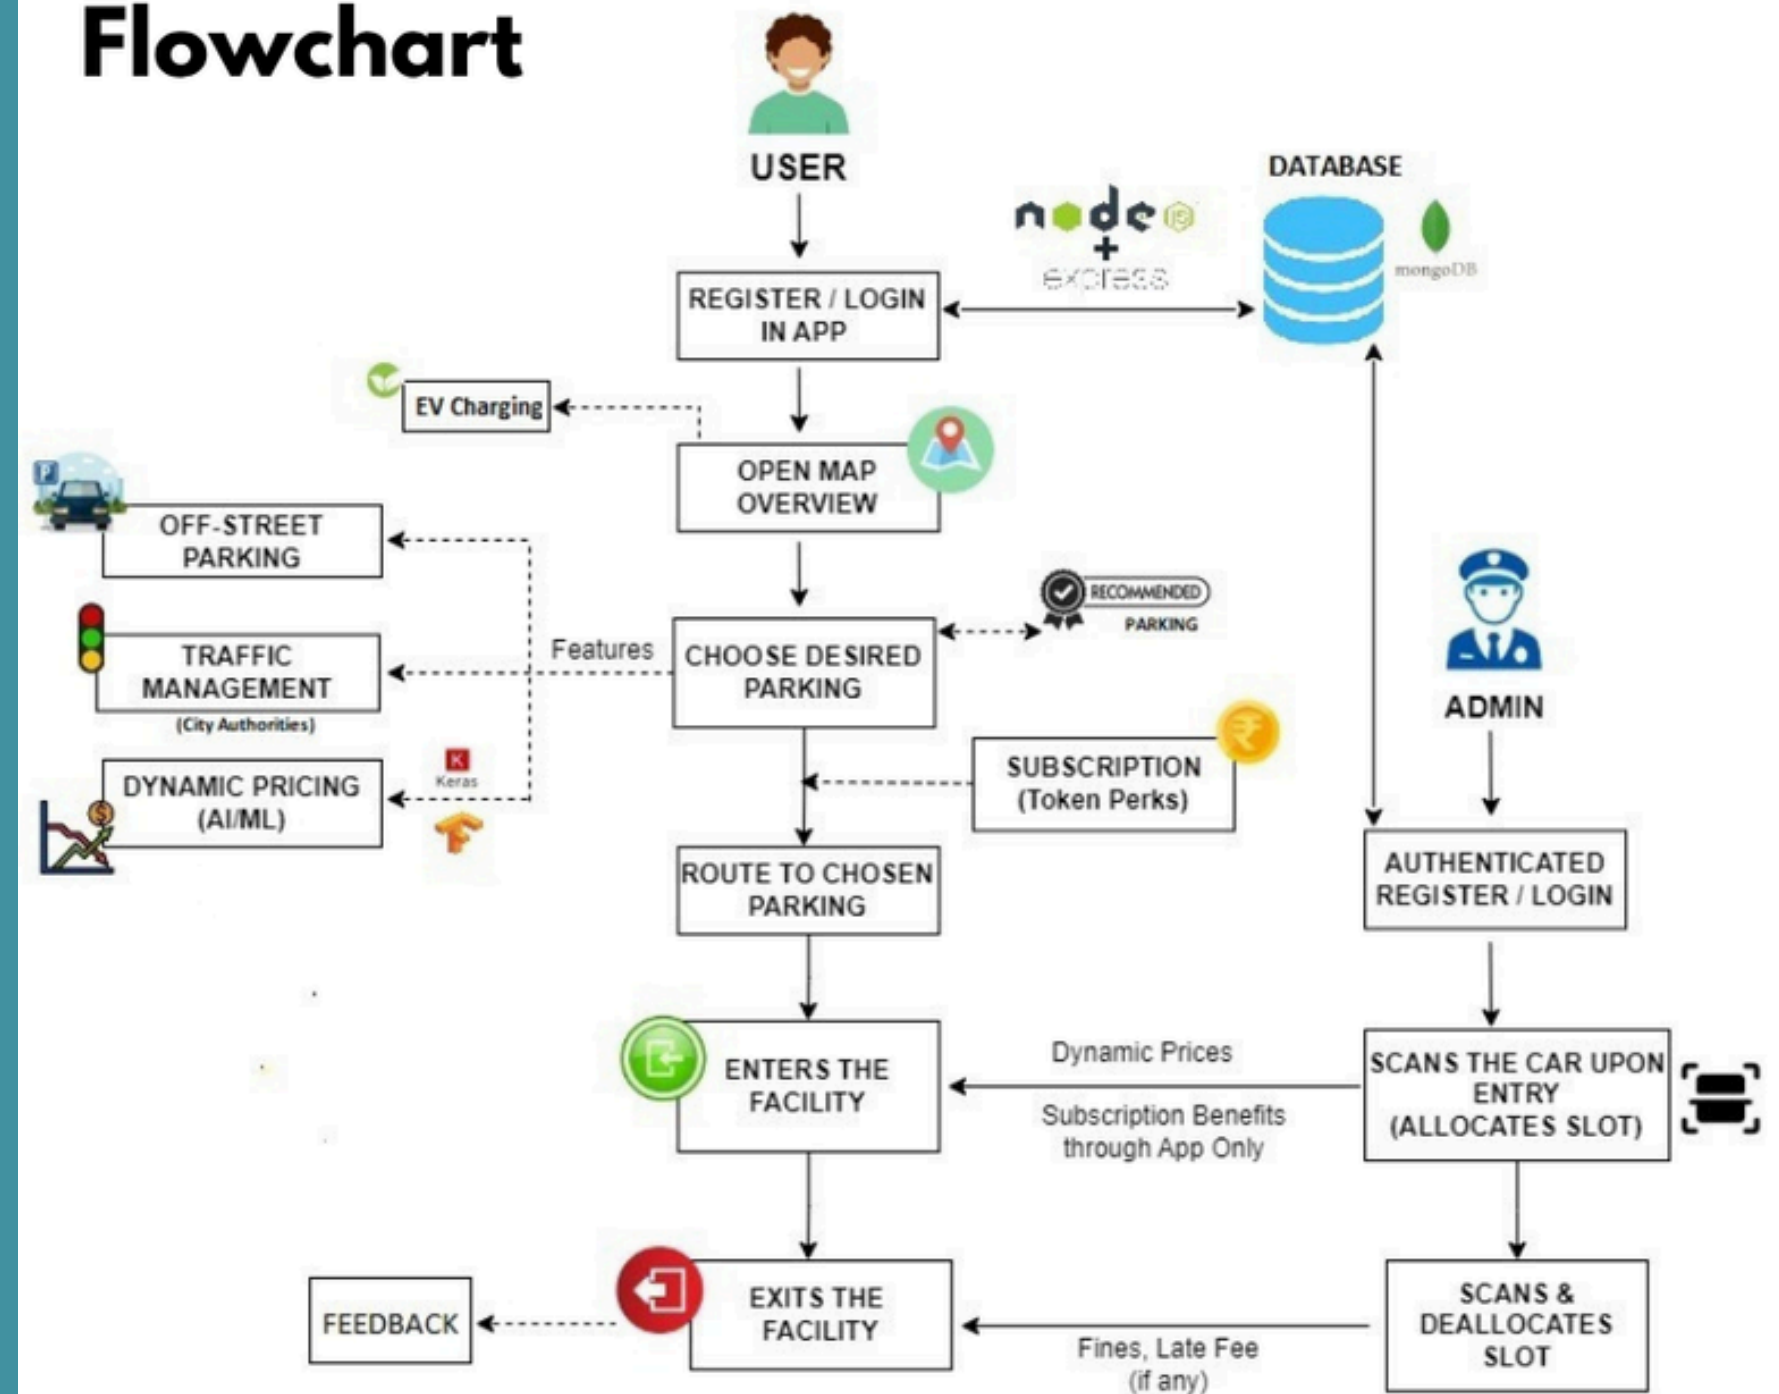 Flowchart
USER
DATABASE
node JS
+
express
mongoDB
REGISTER / LOGIN
IN APP
EV Charging
OPEN MAP
OVERVIEW
P
OFF-STREET
PARKING
RECOMMENDED
PARKING
TRAFFIC
MANAGEMENT
(City Authorities)
Features
CHOOSE DESIRED
PARKING
ADMIN
K
Keras
DYNAMIC PRICING
(AI/ML)
SUBSCRIPTION
(Token Perks)
₹
$
ROUTE TO CHOSEN
PARKING
AUTHENTICATED
REGISTER / LOGIN
ENTERS THE
FACILITY
Dynamic Prices
Subscription Benefits
through App Only
SCANS THE CAR UPON
ENTRY
(ALLOCATES SLOT)
FEEDBACK
EXITS THE
FACILITY
Fines, Late Fee
(if any)
SCANS &
DEALLOCATES
SLOT